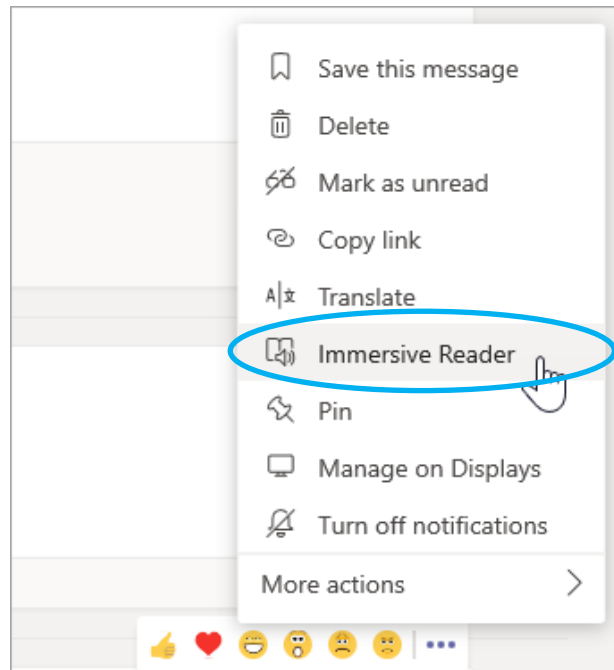 Save this message
Delete
Mark as unread
Copy link
A|文 Translate
Immersive Reader
Pin
Manage on Displays
Turn off notifications
More actions